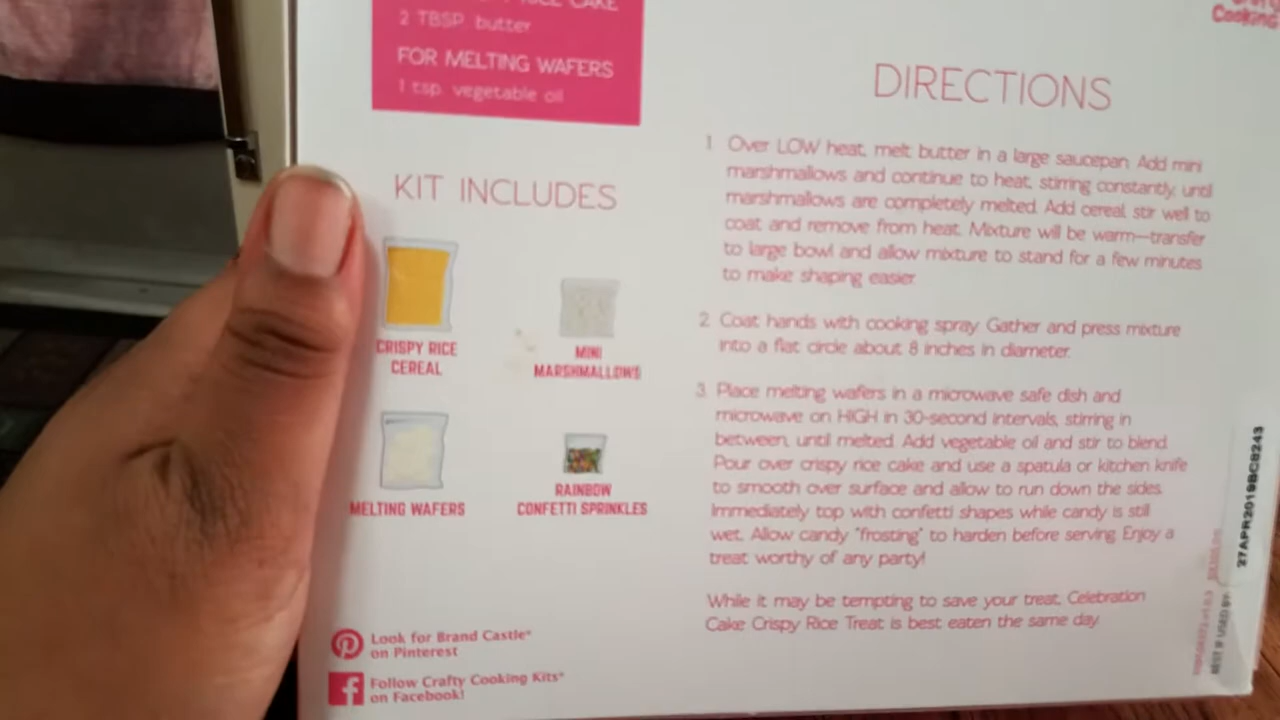 RICE CAKE
2 TBSP. butter
FOR MELTING WAFERS
1 tsp. vegetable oil
KIT INCLUDES
CRISPY RICE
CEREAL
MINI
MARSHMALLOWS
MELTING WAFERS
RAINBOW
CONFETTI SPRINKLES
Look for Brand Castle®
on Pinterest
Follow Crafty Cooking Kits®
on Facebook!
Cooking
DIRECTIONS
1. Over LOW heat, melt butter in a large saucepan. Add mini
marshmallows and continue to heat, stirring constantly, until
marshmallows are completely melted. Add cereal, stir well to
coat, and remove from heat. Mixture will be warm—transfer
to large bowl and allow mixture to stand for a few minutes
to make shaping easier.
2. Coat hands with cooking spray. Gather and press mixture
into a flat circle about 8 inches in diameter.
3. Place melting wafers in a microwave safe dish and
microwave on HIGH in 30-second intervals, stirring in
between, until melted. Add vegetable oil and stir to blend.
Pour over crispy rice cake and use a spatula or kitchen knife
to smooth over surface and allow to run down the sides.
Immediately top with confetti shapes while candy is still
wet. Allow candy "frosting" to harden before serving. Enjoy a
treat worthy of any party!
While it may be tempting to save your treat, Celebration
Cake Crispy Rice Treat is best eaten the same day.
BEST IF USED BY:
27APR2019BC8243